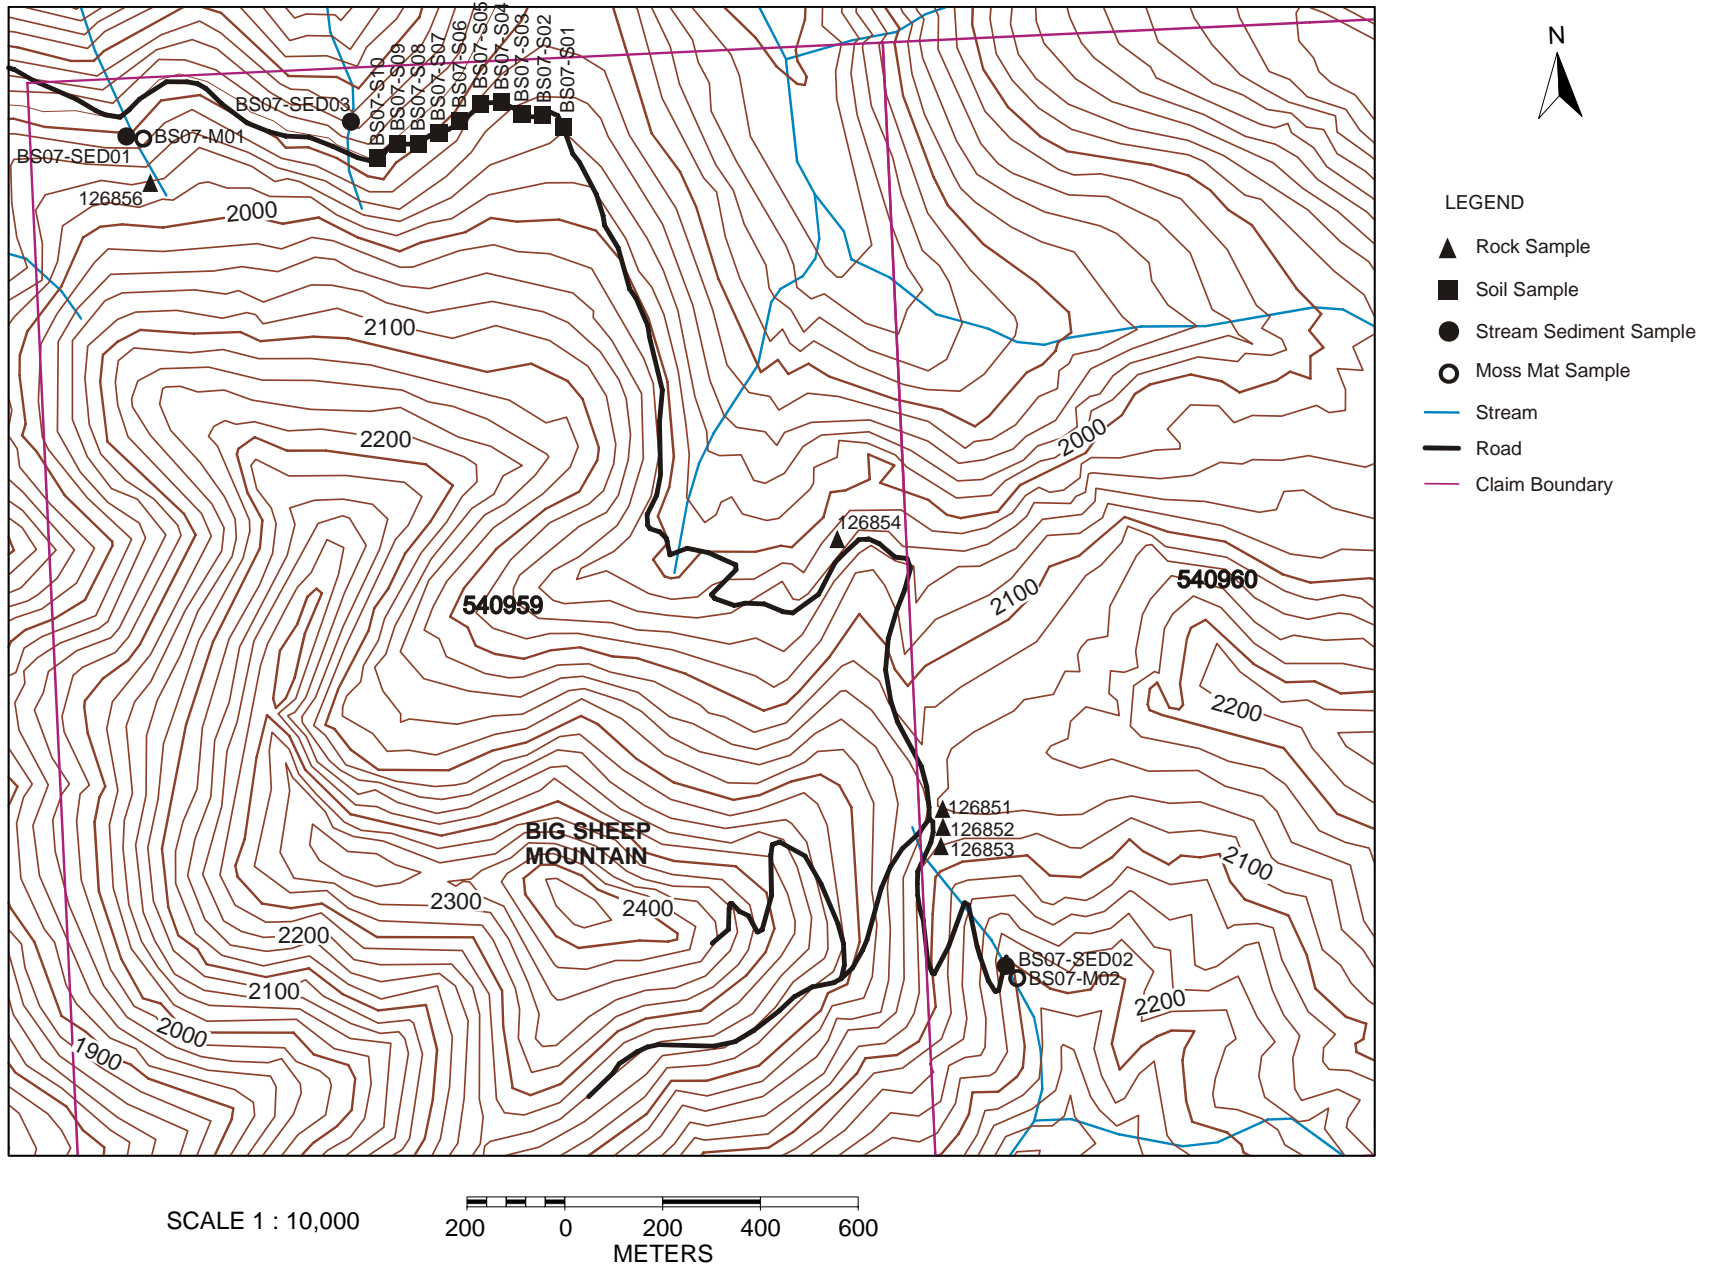 BS07-S10
BS07-S09
BS07-S08
BS07-S07
BS07-S06
BS07-S05
BS07-S04
BS07-S03
BS07-S02
BS07-S01
BS07-SED03
BS07-M01
BS07-SED01
126856
2000
2100
2200
2000
126854
540959
2100
540960
2200
126851
126852
126853
BIG SHEEP
MOUNTAIN
2100
2300
2400
2200
2100
2000
1900
BS07-SED02
BS07-M02
2200
N
LEGEND
Rock Sample
Soil Sample
Stream Sediment Sample
Moss Mat Sample
Stream
Road
Claim Boundary
SCALE 1 : 10,000
200 0 200 400 600
METERS